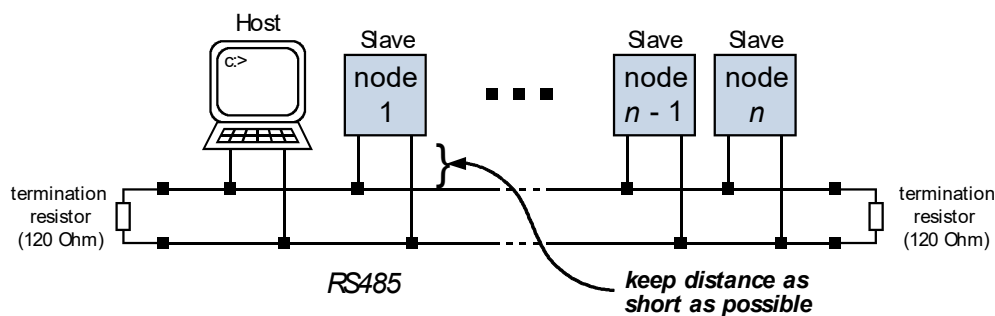 Host
c:>
Slave
node
1
Slave
node
n - 1
Slave
node
n
termination
resistor
(120 Ohm)
termination
resistor
(120 Ohm)
RS485
keep distance as
short as possible